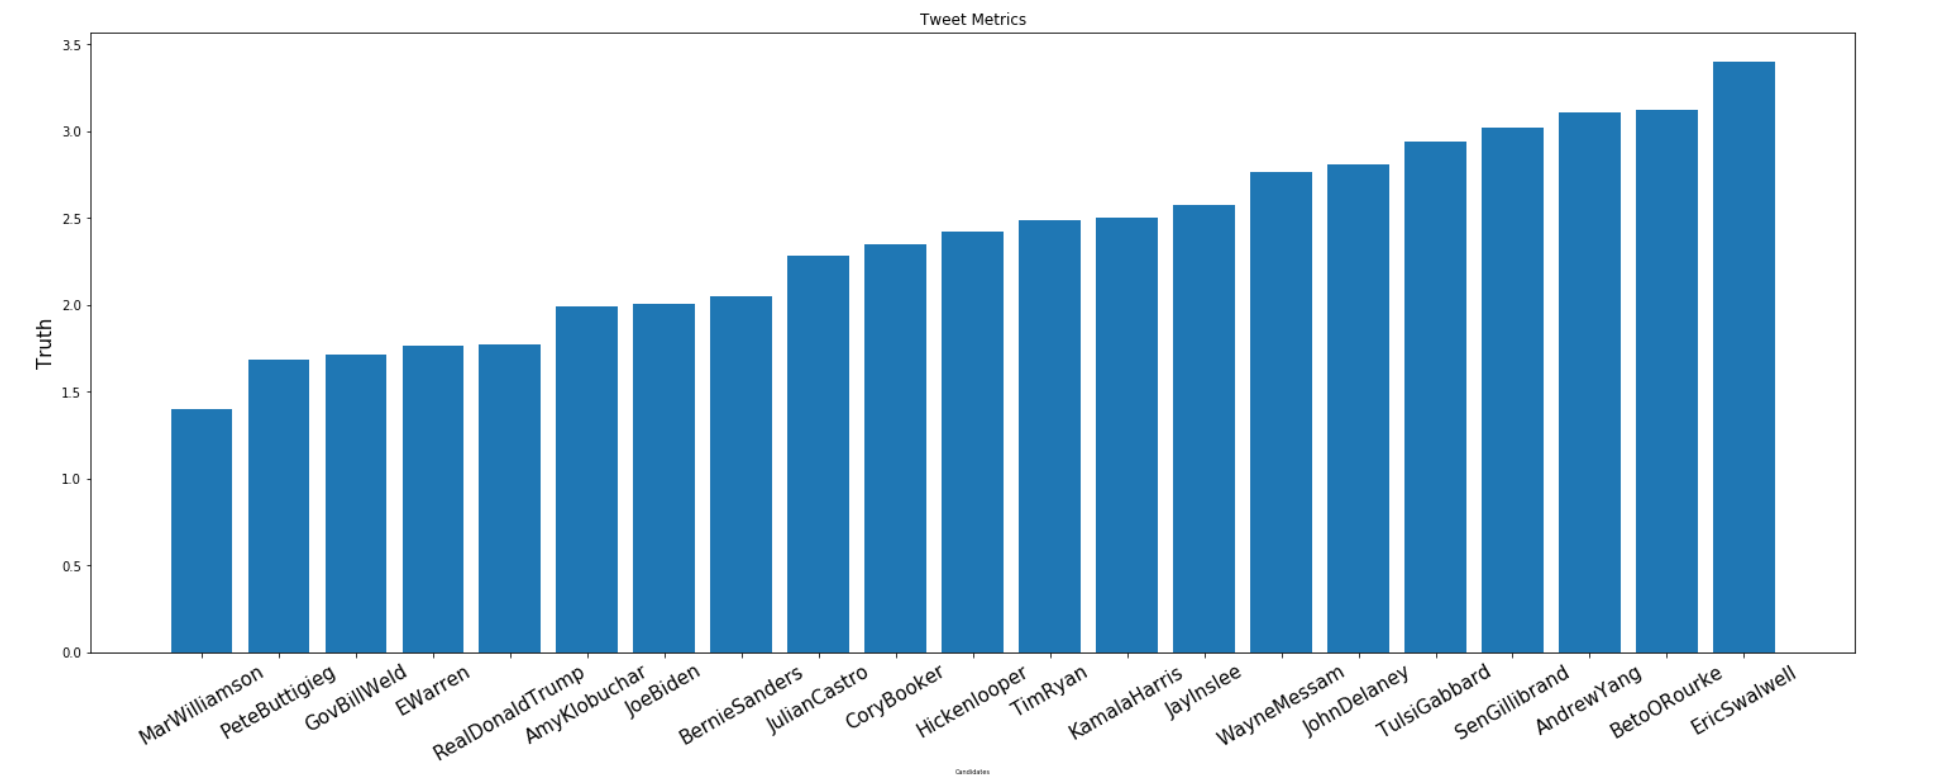 Tweet Metrics
3.5
3.0
2.5
2.0
1.5
1.0
0.5
0.0
Truth
MarWilliamson
PeteButtigieg
GovBillWeld
EWarren
RealDonaldTrump
AmyKlobuchar
JoeBiden
BernieSanders
JulianCastro
CoryBooker
Hickenlooper
TimRyan
KamalaHarris
JayInslee
WayneMessam
JohnDelaney
TulsiGabbard
SenGillibrand
AndrewYang
BetoORourke
EricSwalwell
Candidates